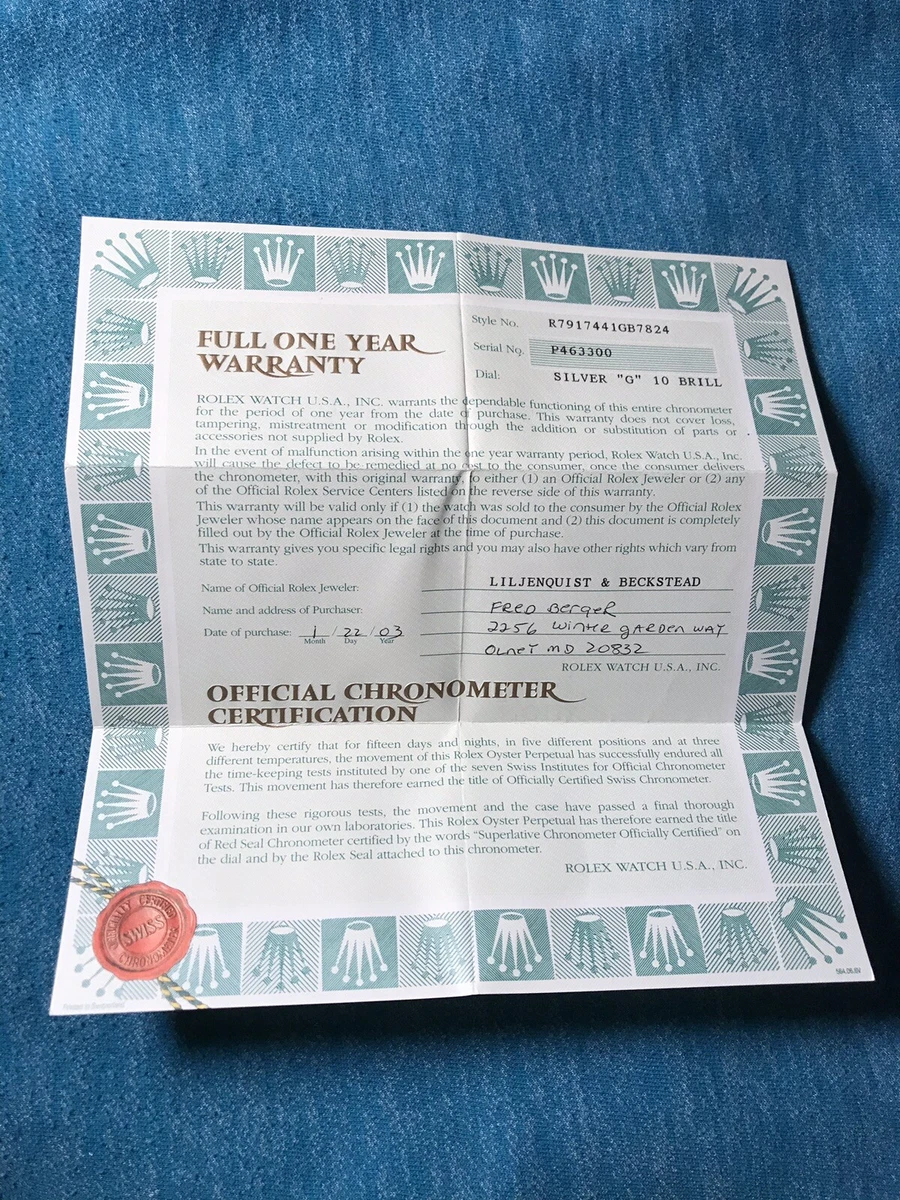 FULL ONE YEAR
WARRANTY
Style No. R7917441GB7824
Serial No. P463300
Dial: SILVER "G" 10 BRILL
ROLEX WATCH U.S.A., INC. warrants the dependable functioning of this entire chronometer
for the period of one year from the date of purchase. This warranty does not cover loss,
tampering, mistreatment or modification through the addition or substitution of parts or
accessories not supplied by Rolex.
In the event of malfunction arising within the one year warranty period, Rolex Watch U.S.A., Inc.
will cause the defect to be remedied at no cost to the consumer, once the consumer delivers
the chronometer, with this original warranty, to either (1) an Official Rolex Jeweler or (2) any
of the Official Rolex Service Centers listed on the reverse side of this warranty.
This warranty will be valid only if (1) the watch was sold to the consumer by the Official Rolex
Jeweler whose name appears on the face of this document and (2) this document is completely
filled out by the Official Rolex Jeweler at the time of purchase.
This warranty gives you specific legal rights and you may also have other rights which vary from
state to state.
Name of Official Rolex Jeweler: LILJENQUIST & BECKSTEAD
Name and address of Purchaser: FRED BERGER
Date of purchase: 1 / 22 / 03 2256 WINTER GARDEN WAY
Month Day Year
OLNEY MD 20832
ROLEX WATCH U.S.A., INC.
OFFICIAL CHRONOMETER
CERTIFICATION
We hereby certify that for fifteen days and nights, in five different positions and at three
different temperatures, the movement of this Rolex Oyster Perpetual has successfully endured all
the time-keeping tests instituted by one of the seven Swiss Institutes for Official Chronometer
Tests. This movement has therefore earned the title of Officially Certified Swiss Chronometer.
Following these rigorous tests, the movement and the case have passed a final thorough
examination in our own laboratories. This Rolex Oyster Perpetual has therefore earned the title
of Red Seal Chronometer certified by the words “Superlative Chronometer Officially Certified” on
the dial and by the Rolex Seal attached to this chronometer.
ROLEX WATCH U.S.A., INC.
OFFICIALLY CERTIFIED
SWISS
CHRONOMETER
Printed in Switzerland